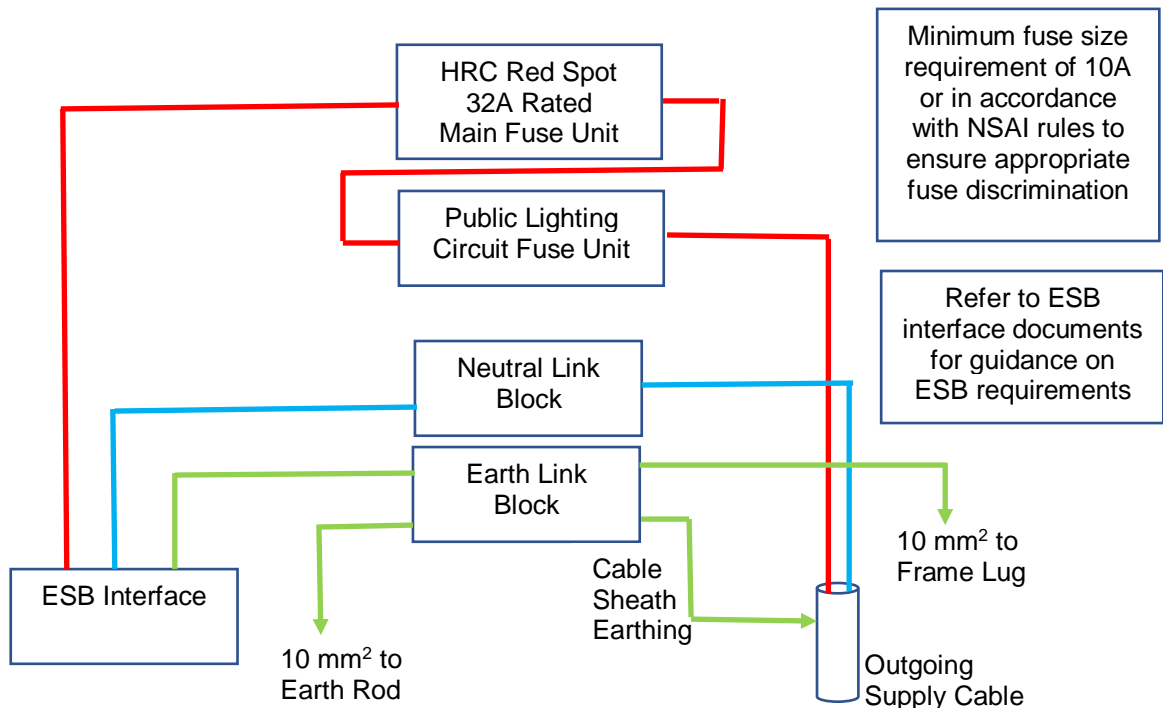 HRC Red Spot
32A Rated
Main Fuse Unit
Minimum fuse size
requirement of 10A
or in accordance
with NSAI rules to
ensure appropriate
fuse discrimination
Public Lighting
Circuit Fuse Unit
Refer to ESB
interface documents
for guidance on
ESB requirements
Neutral Link
Block
Earth Link
Block
10 mm² to
Frame Lug
ESB Interface
Cable
Sheath
Earthing
10 mm² to
Earth Rod
Outgoing
Supply Cable